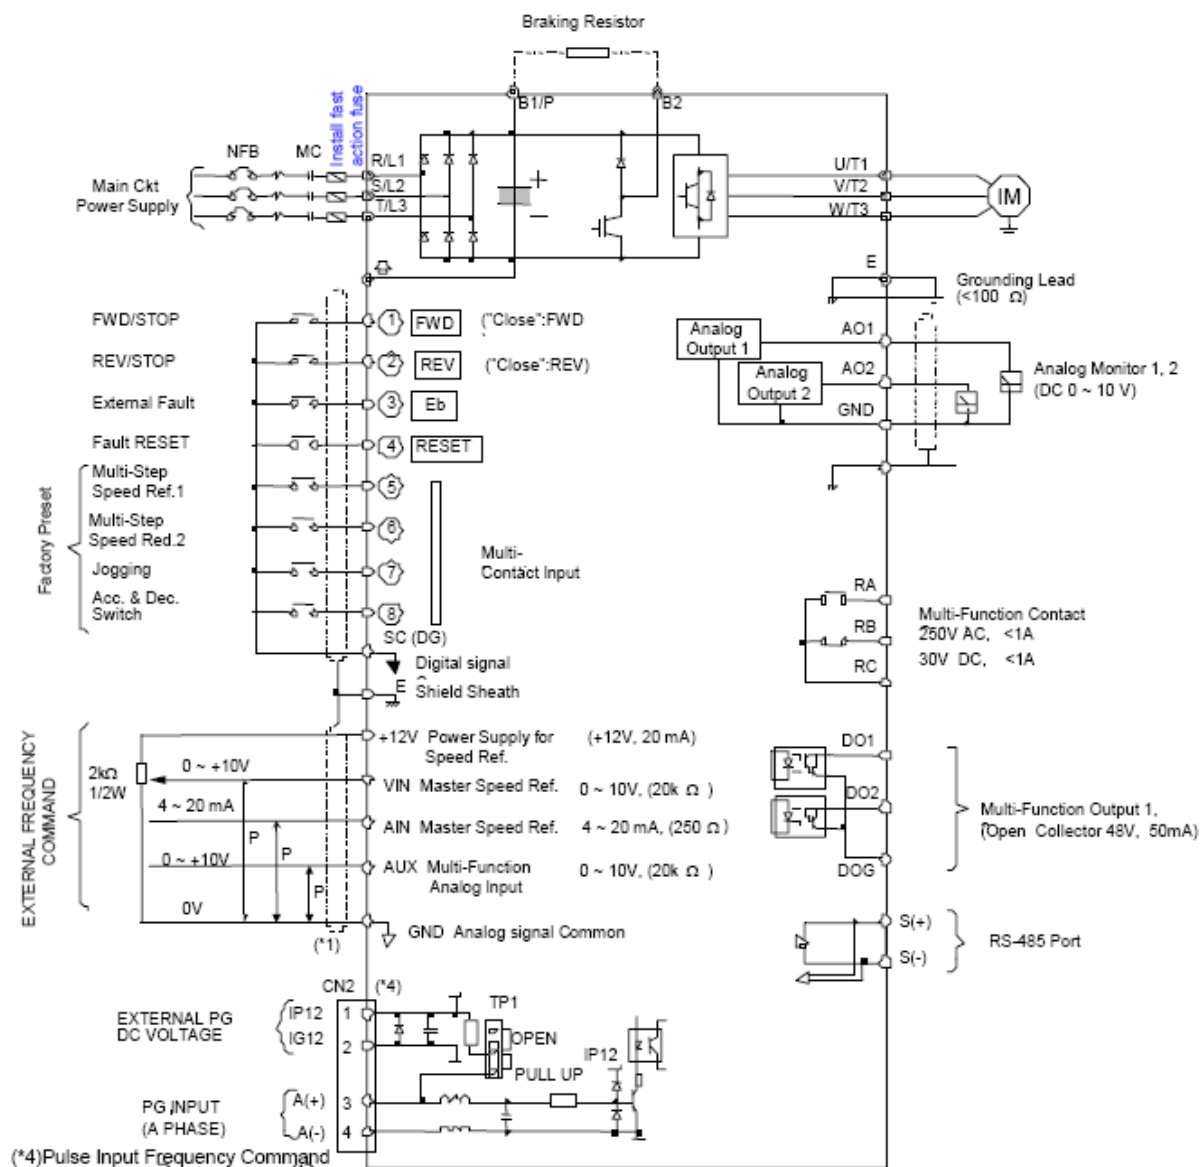 Braking Resistor
B1/P
B2
Install fast
action fuse
NFB
MC
Main Ckt
Power Supply
R/L1
S/L2
T/L3
+
−
U/T1
V/T2
W/T3
IM
E
Grounding Lead
(<100 Ω)
FWD/STOP
1
FWD
("Close":FWD
REV/STOP
2
REV
("Close":REV)
External Fault
3
Eb
Fault RESET
4
RESET
Factory Preset
Multi-Step
Speed Ref.1
5
Multi-Step
Speed Red.2
6
Jogging
7
Acc. & Dec.
Switch
8
Multi-
Contact Input
SC (DG)
Digital signal
E
Shield Sheath
Analog
Output 1
Analog
Output 2
AO1
AO2
GND
Analog Monitor 1, 2
(DC 0 ~ 10 V)
RA
RB
RC
Multi-Function Contact
250V AC, <1A
30V DC, <1A
EXTERNAL FREQUENCY
COMMAND
2kΩ
1/2W
0 ~ +10V
4 ~ 20 mA
0 ~ +10V
0V
P
P
P
(*1)
+12V Power Supply for
Speed Ref.
(+12V, 20 mA)
VIN Master Speed Ref.
0 ~ 10V, (20k Ω )
AIN Master Speed Ref.
4 ~ 20 mA, (250 Ω )
AUX Multi-Function
Analog Input
0 ~ 10V, (20k Ω )
GND Analog signal Common
DO1
DO2
DOG
Multi-Function Output 1,
(Open Collector 48V, 50mA)
S(+)
S(-)
RS-485 Port
CN2
(*4)
EXTERNAL PG
DC VOLTAGE
IP12
IG12
1
2
TP1
OPEN
PULL UP
IP12
PG INPUT
(A PHASE)
A(+)
A(-)
3
4
(*4)Pulse Input Frequency Command